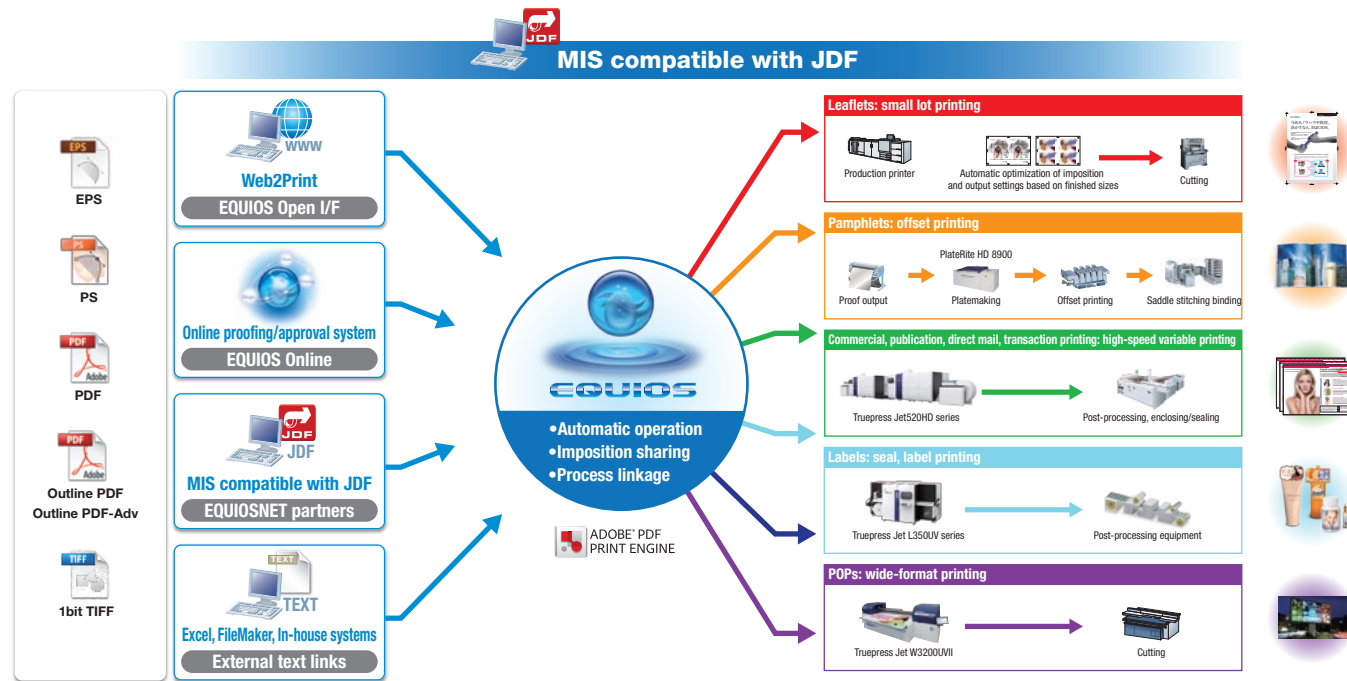 JDF
MIS compatible with JDF
EPS
EPS
PS
PS
PDF
Adobe
PDF
PDF
Adobe
Outline PDF
Outline PDF-Adv
TIFF
1bit TIFF
WWW
Web2Print
EQUIOS Open I/F
Online proofing/approval system
EQUIOS Online
JDF
JDF
MIS compatible with JDF
EQUIOSNET partners
TEXT
TEXT
Excel, FileMaker, In-house systems
External text links
EQUIOS
•Automatic operation
•Imposition sharing
•Process linkage
ADOBE® PDF
PRINT ENGINE
Leaflets: small lot printing
Production printer
Automatic optimization of imposition
and output settings based on finished sizes
Cutting
Pamphlets: offset printing
PlateRite HD 8900
Proof output
Platemaking
Offset printing
Saddle stitching binding
Commercial, publication, direct mail, transaction printing: high-speed variable printing
Truepress Jet520HD series
Post-processing, enclosing/sealing
Labels: seal, label printing
Truepress Jet L350UV series
Post-processing equipment
POPs: wide-format printing
Truepress Jet W3200UVII
Cutting